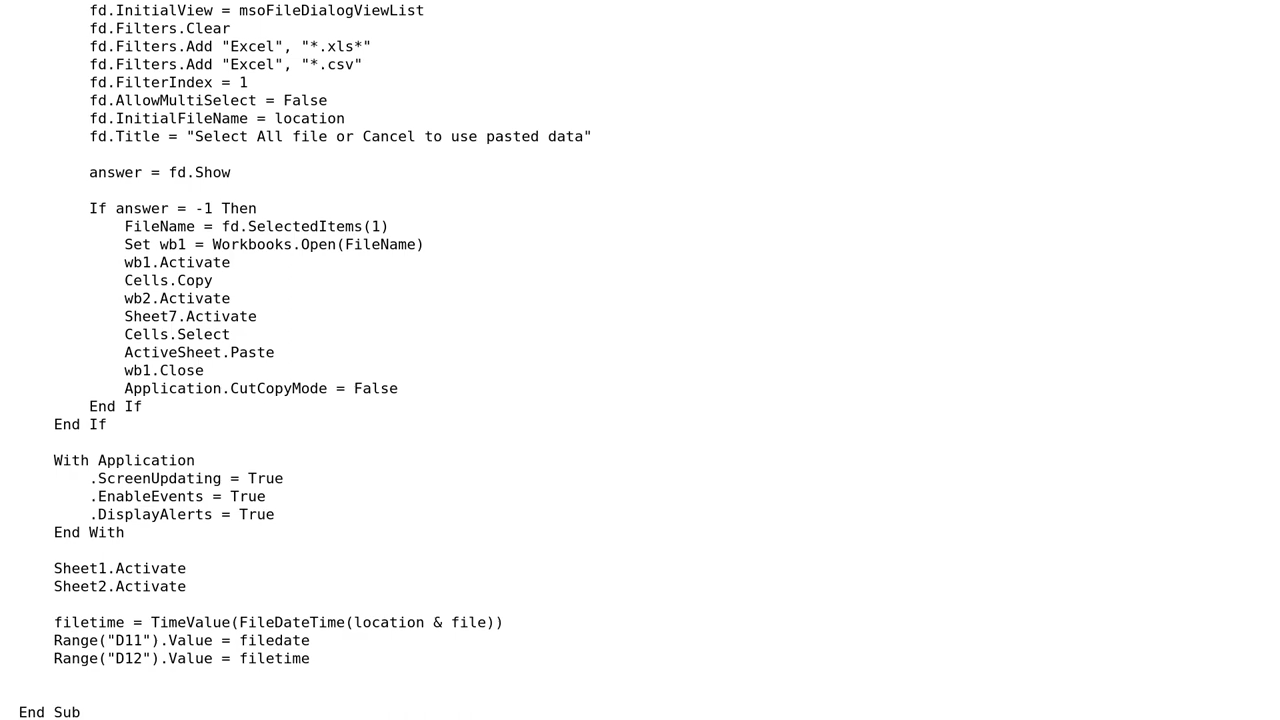 fd.InitialView = msoFileDialogViewList
fd.Filters.Clear
fd.Filters.Add "Excel", "*.xls*"
fd.Filters.Add "Excel", "*.csv"
fd.FilterIndex = 1
fd.AllowMultiSelect = False
fd.InitialFileName = location
fd.Title = "Select All file or Cancel to use pasted data"
answer = fd.Show
If answer = -1 Then
FileName = fd.SelectedItems(1)
Set wb1 = Workbooks.Open(FileName)
wb1.Activate
Cells.Copy
wb2.Activate
Sheet7.Activate
Cells.Select
ActiveSheet.Paste
wb1.Close
Application.CutCopyMode = False
End If
End If
With Application
.ScreenUpdating = True
.EnableEvents = True
.DisplayAlerts = True
End With
Sheet1.Activate
Sheet2.Activate
filetime = TimeValue(FileDateTime(location & file))
Range("D11").Value = filedate
Range("D12").Value = filetime
End Sub